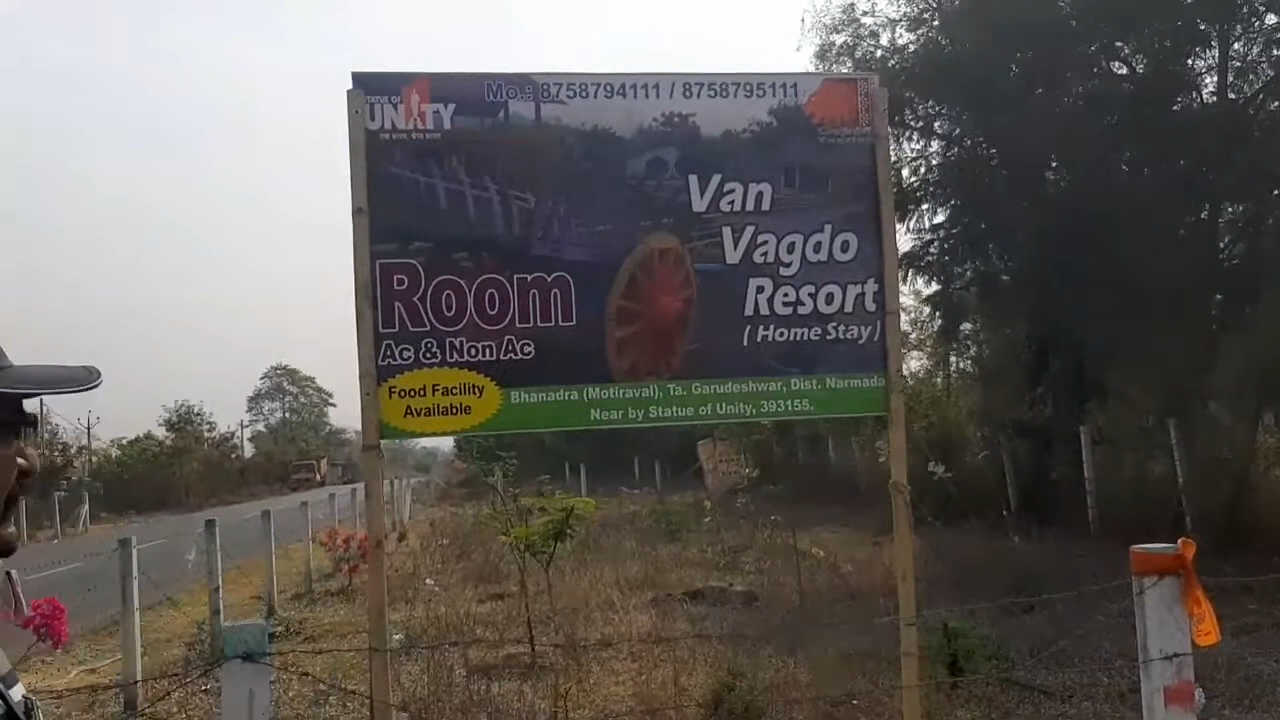 Mo.: 8758794111 / 8758795111
STATUE OF
UNITY
Van
Vagdo
Resort
( Home Stay)
Room
Ac & Non Ac
Food Facility
Available
Bhanadra (Motiraval), Ta. Garudeshwar, Dist. Narmada
Near by Statue of Unity, 393155.